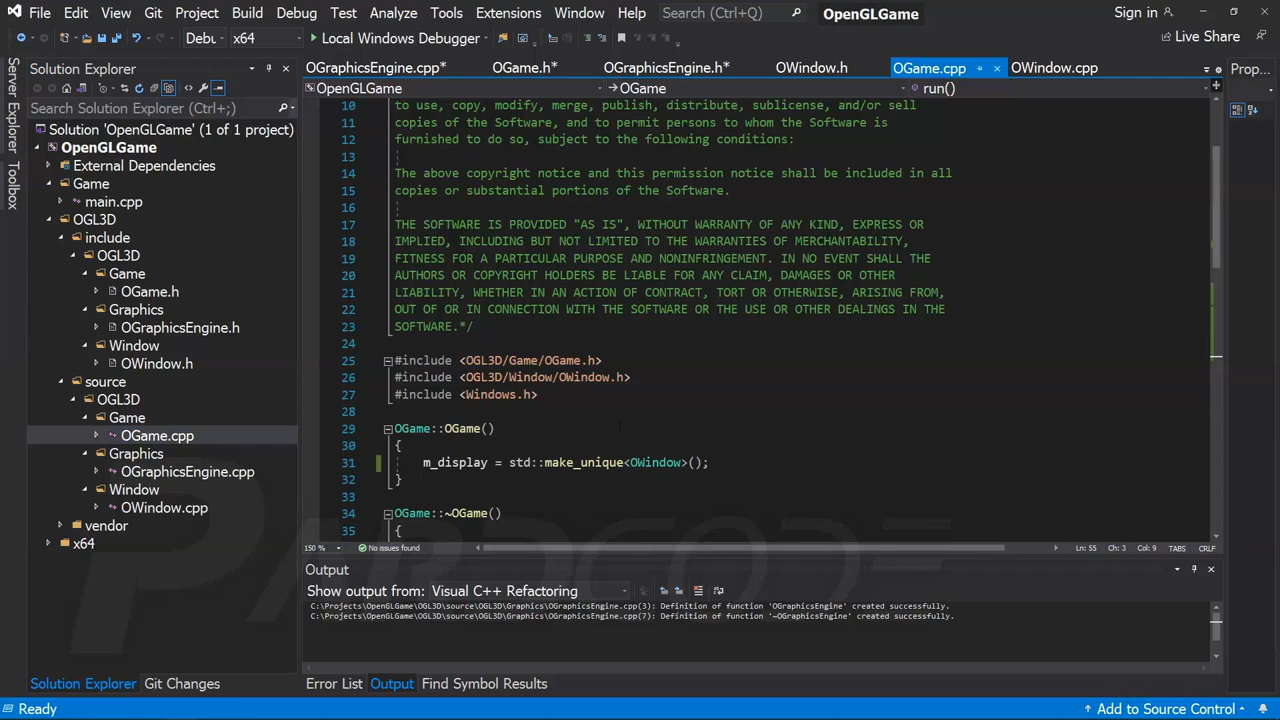 File Edit View Git Project Build Debug Test Analyze Tools Extensions Window Help Search (Ctrl+Q) OpenGLGame Sign in
Debu x64 Local Windows Debugger Live Share
Server Explorer
Toolbox
Solution Explorer
Search Solution Explorer (Ctrl+;)
Solution 'OpenGLGame' (1 of 1 project)
OpenGLGame
External Dependencies
Game
main.cpp
OGL3D
include
OGL3D
Game
OGame.h
Graphics
OGraphicsEngine.h
Window
OWindow.h
source
OGL3D
Game
OGame.cpp
Graphics
OGraphicsEngine.cpp
Window
OWindow.cpp
vendor
x64
Solution Explorer Git Changes
OGraphicsEngine.cpp* OGame.h* OGraphicsEngine.h* OWindow.h OGame.cpp OWindow.cpp
OpenGLGame OGame run()
10 to use, copy, modify, merge, publish, distribute, sublicense, and/or sell
11 copies of the Software, and to permit persons to whom the Software is
12 furnished to do so, subject to the following conditions:
13
14 The above copyright notice and this permission notice shall be included in all
15 copies or substantial portions of the Software.
16
17 THE SOFTWARE IS PROVIDED "AS IS", WITHOUT WARRANTY OF ANY KIND, EXPRESS OR
18 IMPLIED, INCLUDING BUT NOT LIMITED TO THE WARRANTIES OF MERCHANTABILITY,
19 FITNESS FOR A PARTICULAR PURPOSE AND NONINFRINGEMENT. IN NO EVENT SHALL THE
20 AUTHORS OR COPYRIGHT HOLDERS BE LIABLE FOR ANY CLAIM, DAMAGES OR OTHER
21 LIABILITY, WHETHER IN AN ACTION OF CONTRACT, TORT OR OTHERWISE, ARISING FROM,
22 OUT OF OR IN CONNECTION WITH THE SOFTWARE OR THE USE OR OTHER DEALINGS IN THE
23 SOFTWARE.*/
24
25 #include <OGL3D/Game/OGame.h>
26 #include <OGL3D/Window/OWindow.h>
27 #include <Windows.h>
28
29 OGame::OGame()
30 {
31 m_display = std::make_unique<OWindow>();
32 }
33
34 OGame::~OGame()
35 {
150 % No issues found Ln: 55 Ch: 3 Col: 9 TABS CRLF
Output
Show output from: Visual C++ Refactoring
C:\Projects\OpenGLGame\OGL3D\source\OGL3D\Graphics\OGraphicsEngine.cpp(3): Definition of function 'OGraphicsEngine' created successfully.
C:\Projects\OpenGLGame\OGL3D\source\OGL3D\Graphics\OGraphicsEngine.cpp(7): Definition of function '~OGraphicsEngine' created successfully.
Error List Output Find Symbol Results
Prop...
PARDCODE
Ready Add to Source Control